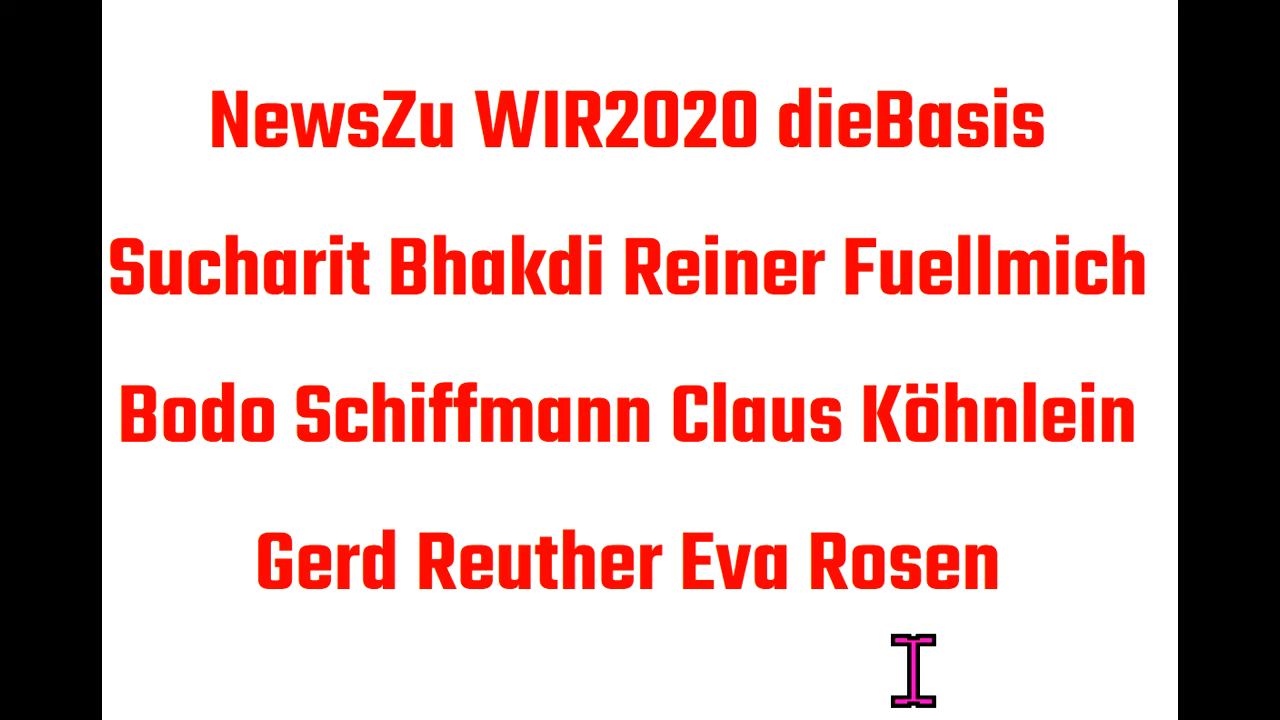 NewsZu WIR2020 dieBasis
Sucharit Bhakdi Reiner Fuellmich
Bodo Schiffmann Claus Köhnlein
Gerd Reuther Eva Rosen